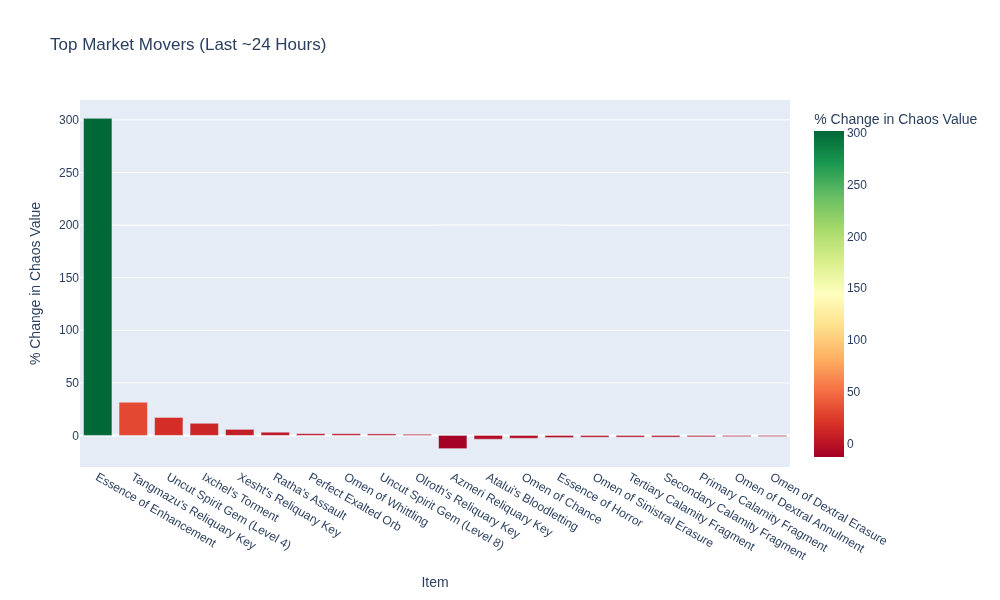 Top Market Movers (Last ~24 Hours)
% Change in Chaos Value
300
250
200
150
100
50
0
% Change in Chaos Value
300
250
200
150
100
50
0
Essence of Enhancement
Tangmazu's Reliquary Key
Uncut Spirit Gem (Level 4)
Ixchel's Torment
Xesht's Reliquary Key
Ratha's Assault
Perfect Exalted Orb
Omen of Whittling
Uncut Spirit Gem (Level 8)
Olroth's Reliquary Key
Azmeri Reliquary Key
Atalui's Bloodletting
Omen of Chance
Essence of Horror
Omen of Sinistral Erasure
Tertiary Calamity Fragment
Secondary Calamity Fragment
Primary Calamity Fragment
Omen of Dextral Annulment
Omen of Dextral Erasure
Item